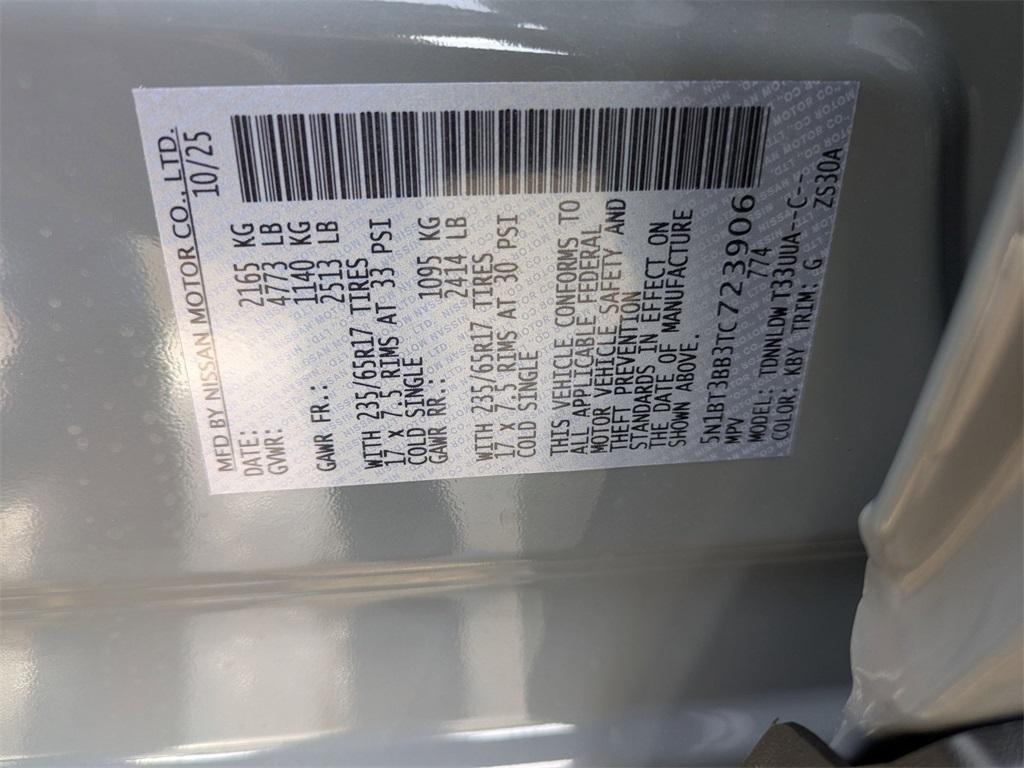 MFD BY NISSAN MOTOR CO., LTD.
DATE: 10/25
GVWR: 2165 KG
4773 LB
GAWR FR.: 1140 KG
2513 LB
WITH 235/65R17 TIRES
17 x 7.5 RIMS AT 33 PSI
COLD SINGLE
GAWR RR.: 1095 KG
2414 LB
WITH 235/65R17 TIRES
17 x 7.5 RIMS AT 30 PSI
COLD SINGLE
THIS VEHICLE CONFORMS TO
ALL APPLICABLE FEDERAL
MOTOR VEHICLE SAFETY AND
THEFT PREVENTION
STANDARDS IN EFFECT ON
THE DATE OF MANUFACTURE
SHOWN ABOVE.
5N1BT3BB3TC723906
MPV 774
MODEL: TDNNLDWT33UUA--C--
COLOR: KBY TRIM: G ZS30A